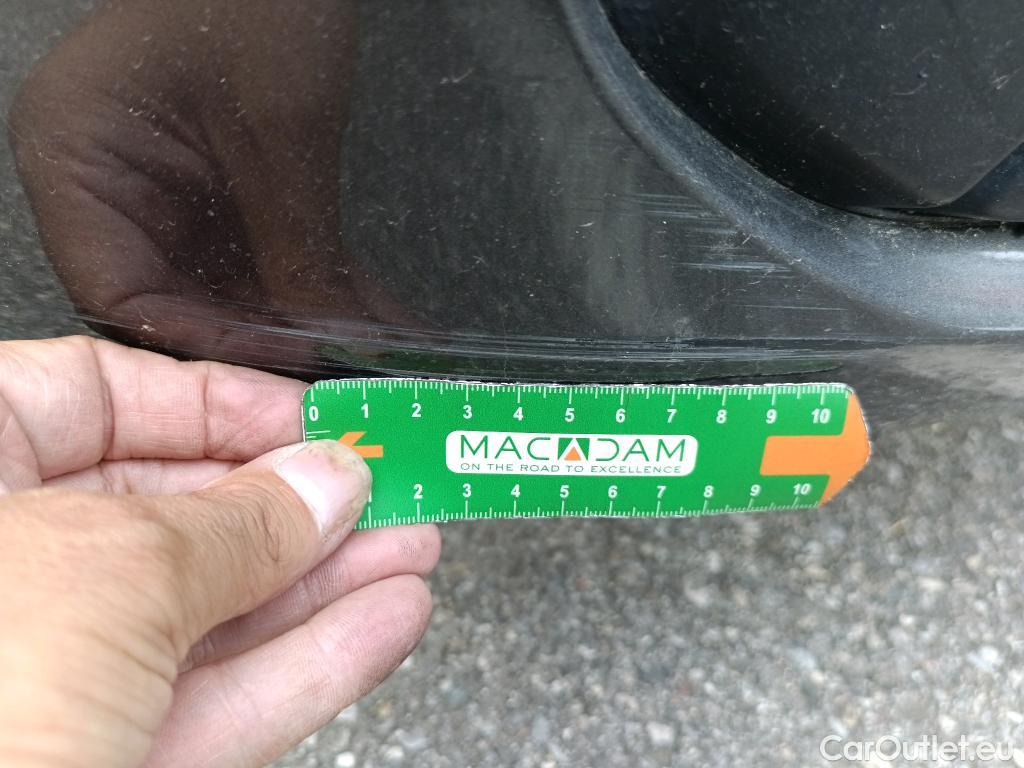 0 1 2 3 4 5 6 7 8 9 10
MACADAM
ON THE ROAD TO EXCELLENCE
1 2 3 4 5 6 7 8 9 10
CarOutlet.eu